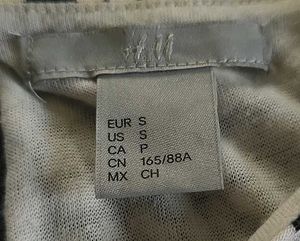 H&M
EUR S
US S
CA P
CN 165/88A
MX CH